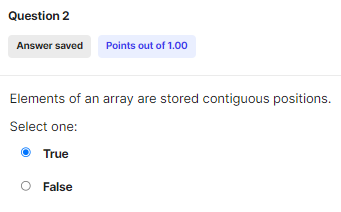 Question 2
Answer saved Points out of 1.00
Elements of an array are stored contiguous positions.
Select one:
True
False